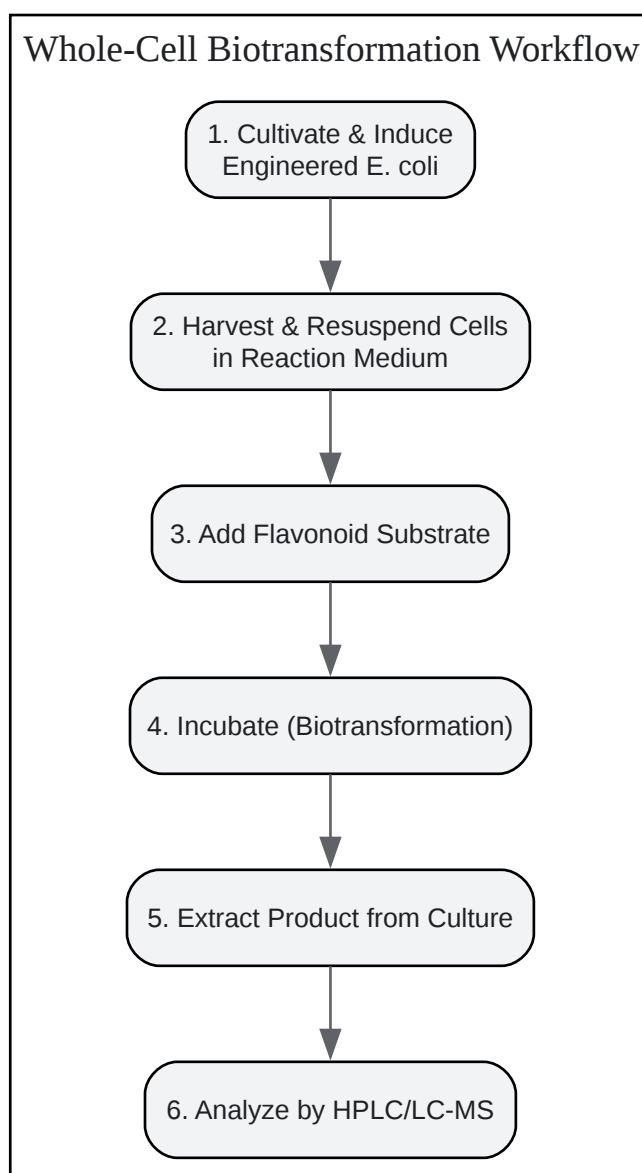 Whole-Cell Biotransformation Workflow
1. Cultivate & Induce
Engineered E. coli
2. Harvest & Resuspend Cells
in Reaction Medium
3. Add Flavonoid Substrate
4. Incubate (Biotransformation)
5. Extract Product from Culture
6. Analyze by HPLC/LC-MS